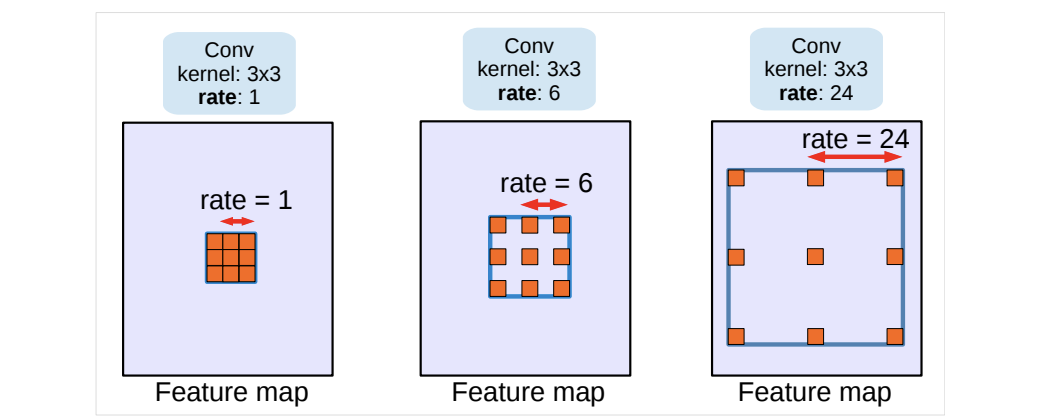 Conv
kernel: 3x3
rate: 1
Conv
kernel: 3x3
rate: 6
Conv
kernel: 3x3
rate: 24
rate = 1
rate = 6
rate = 24
Feature map
Feature map
Feature map